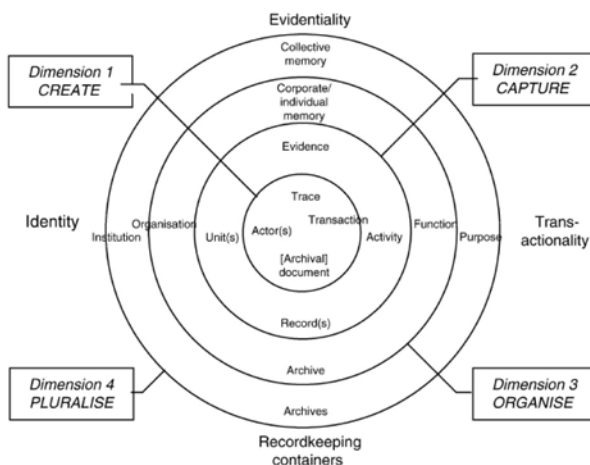 Evidentiality
Collective
memory
Dimension 1
CREATE
Dimension 2
CAPTURE
Corporate/
individual
memory
Evidence
Trace
Identity
Institution
Organisation
Unit(s)
Actor(s)
Transaction
Activity
Function
Purpose
Trans-
actionality
[Archival]
document
Record(s)
Archive
Dimension 4
PLURALISE
Dimension 3
ORGANISE
Archives
Recordkeeping
containers